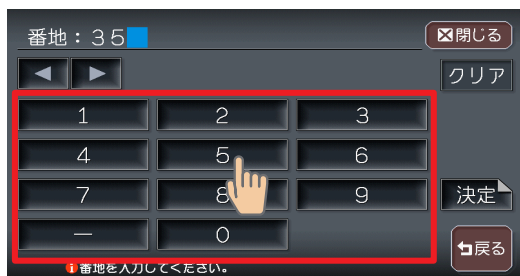 番地：35
閉じる
クリア
1 2 3
4 5 6
7 8 9
決定
－ 0
戻る
番地を入力してください。